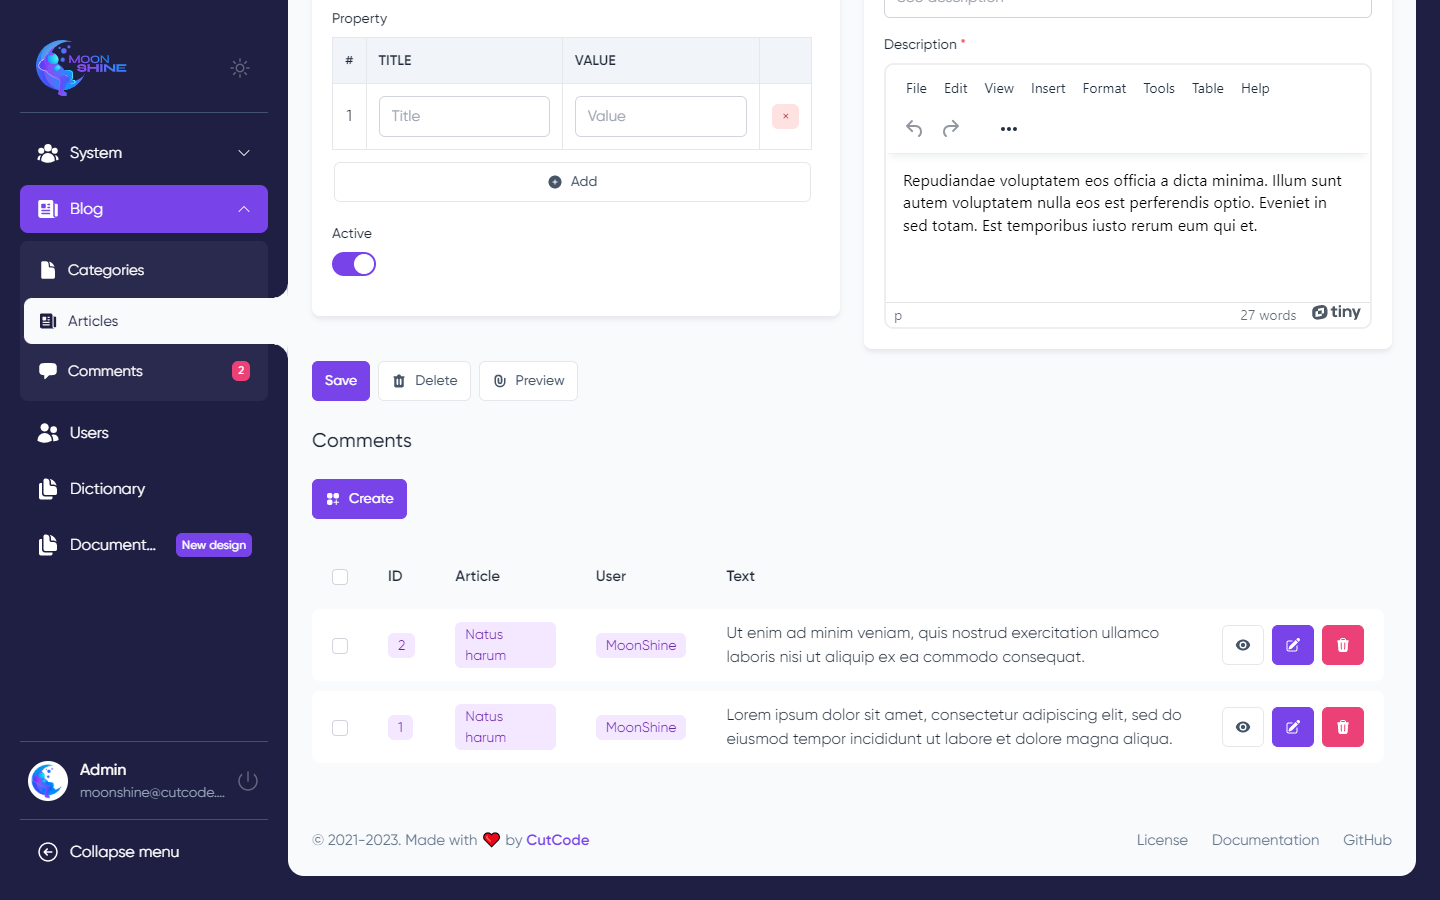 MOON
SHINE
System
Blog
Categories
Articles
Comments 2
Users
Dictionary
Document... New design
Admin
moonshine@cutcode....
Collapse menu
Property
# TITLE VALUE
1 Title Value ×
Add
Active
Description *
File Edit View Insert Format Tools Table Help
Repudiandae voluptatem eos officia a dicta minima. Illum sunt
autem voluptatem nulla eos est perferendis optio. Eveniet in
sed totam. Est temporibus iusto rerum eum qui et.
p 27 words tiny
Save Delete Preview
Comments
Create
ID Article User Text
2 Natus harum MoonShine Ut enim ad minim veniam, quis nostrud exercitation ullamco
laboris nisi ut aliquip ex ea commodo consequat.
1 Natus harum MoonShine Lorem ipsum dolor sit amet, consectetur adipiscing elit, sed do
eiusmod tempor incididunt ut labore et dolore magna aliqua.
© 2021-2023. Made with ❤️ by CutCode License Documentation GitHub